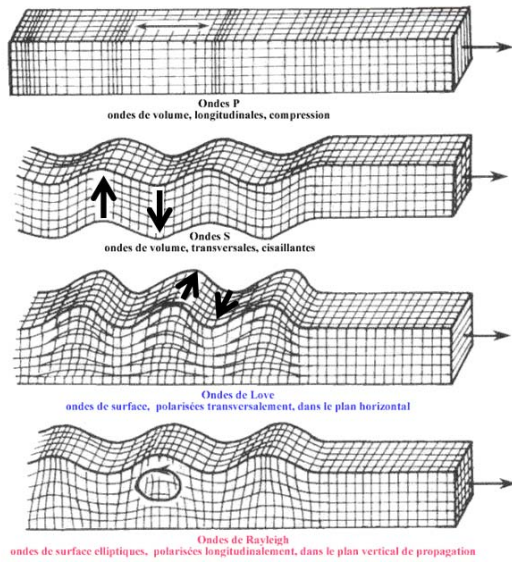 Ondes P
ondes de volume, longitudinales, compression
Ondes S
ondes de volume, transversales, cisaillantes
Ondes de Love
ondes de surface, polarisées transversalement, dans le plan horizontal
Ondes de Rayleigh
ondes de surface elliptiques, polarisées longitudinalement, dans le plan vertical de propagation